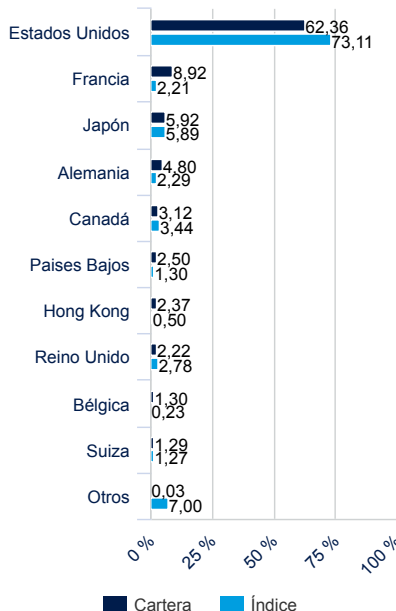 Estados Unidos
62,36
73,11
Francia
8,92
2,21
Japón
5,92
5,89
Alemania
4,80
2,29
Canadá
3,12
3,44
Paises Bajos
2,50
1,30
Hong Kong
2,37
0,50
Reino Unido
2,22
2,78
Bélgica
1,30
0,23
Suiza
1,29
1,27
Otros
0,03
7,00
0 % 25 % 50 % 75 % 100 %
Cartera Índice